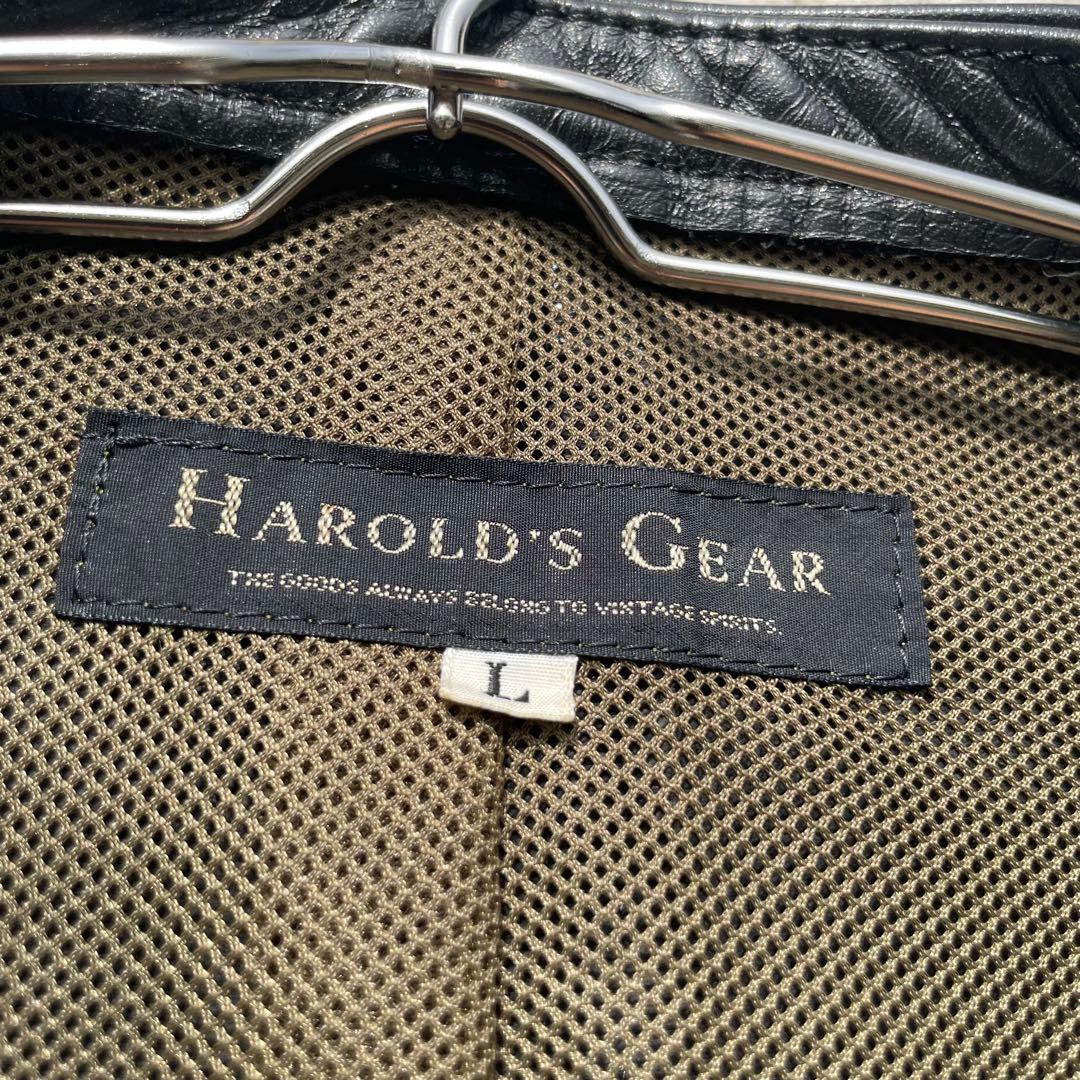 HAROLD'S GEAR
THE GOODS ALWAYS BELONG TO VINTAGE SPIRITS.
L